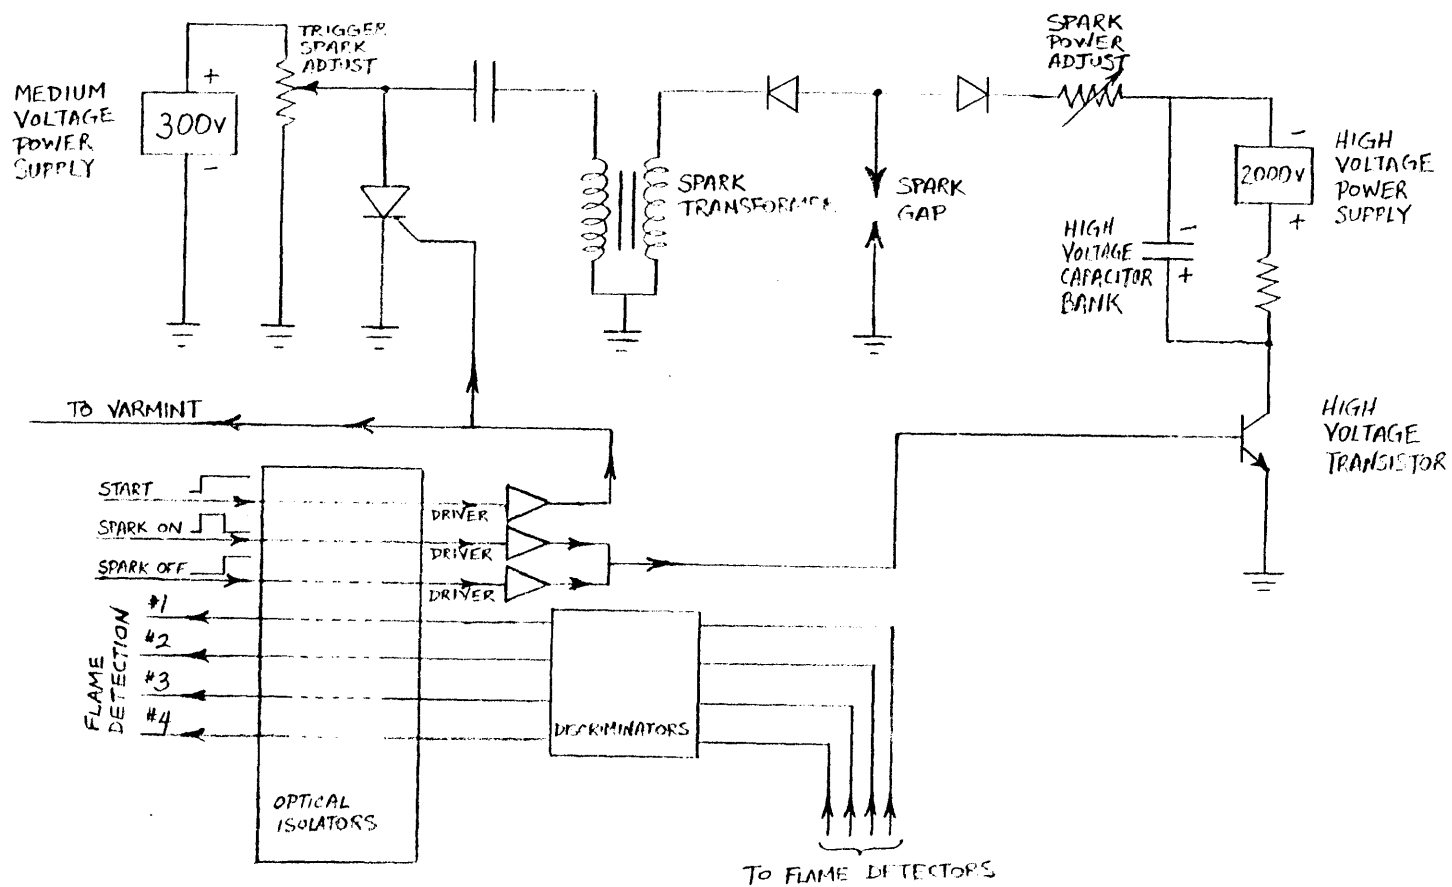 TRIGGER
SPARK
ADJUST
SPARK
POWER
ADJUST
MEDIUM
VOLTAGE
POWER
SUPPLY
+
300V
-
-
HIGH
VOLTAGE
POWER
SUPPLY
2000V
+
SPARK
TRANSFORMER
SPARK
GAP
HIGH
VOLTAGE
CAPACITOR
BANK
-
+
TO VARMINT
HIGH
VOLTAGE
TRANSISTOR
START
SPARK ON
SPARK OFF
DRIVER
DRIVER
DRIVER
FLAME
DETECTION
#1
#2
#3
#4
DISCRIMINATORS
OPTICAL
ISOLATORS
TO FLAME DETECTORS